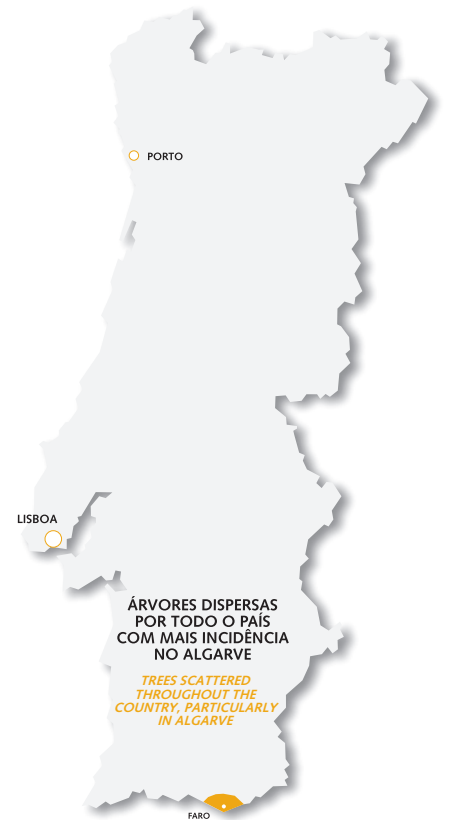 PORTO
LISBOA
ÁRVORES DISPERSAS
POR TODO O PAÍS
COM MAIS INCIDÊNCIA
NO ALGARVE
TREES SCATTERED
THROUGHOUT THE
COUNTRY, PARTICULARLY
IN ALGARVE
FARO